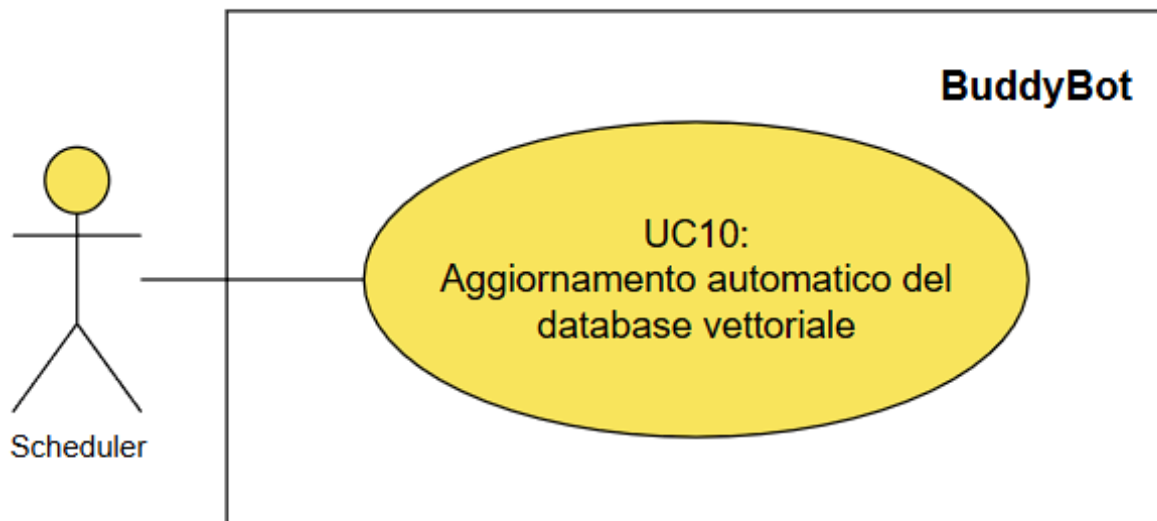 BuddyBot
UC10:
Aggiornamento automatico del
database vettoriale
Scheduler